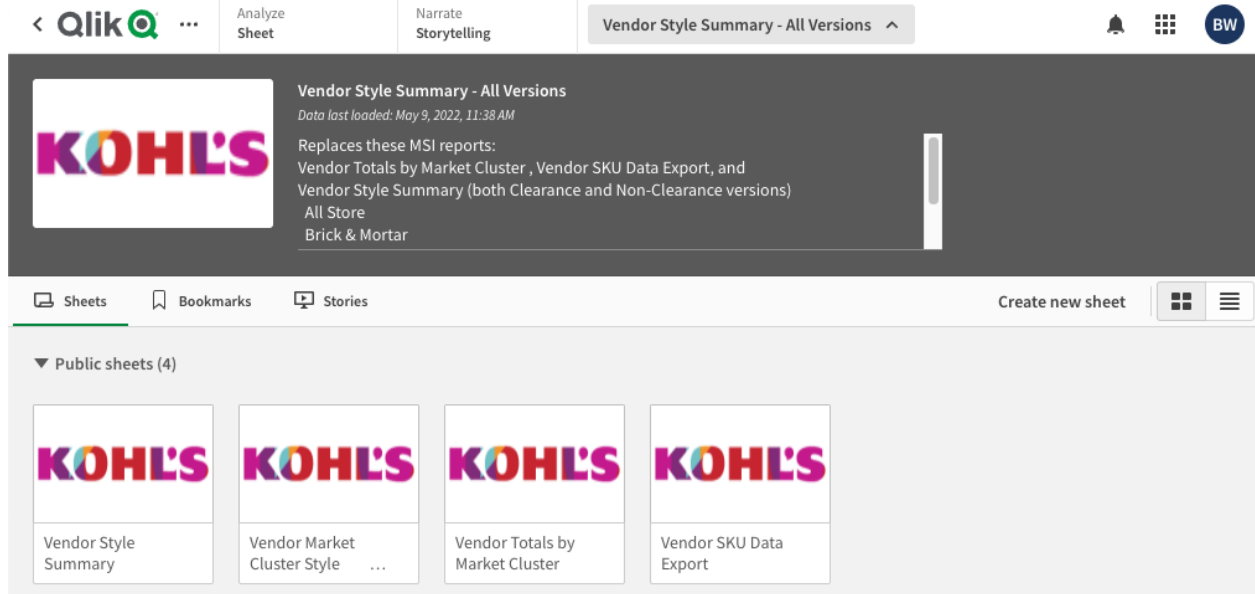 Qlik
Analyze
Sheet
Narrate
Storytelling
Vendor Style Summary - All Versions
BW
KOHL'S
Vendor Style Summary - All Versions
Data last loaded: May 9, 2022, 11:38 AM
Replaces these MSI reports:
Vendor Totals by Market Cluster , Vendor SKU Data Export, and
Vendor Style Summary (both Clearance and Non-Clearance versions)
All Store
Brick & Mortar
Sheets
Bookmarks
Stories
Create new sheet
Public sheets (4)
KOHL'S
KOHL'S
KOHL'S
KOHL'S
Vendor Style
Summary
Vendor Market
Cluster Style ...
Vendor Totals by
Market Cluster
Vendor SKU Data
Export